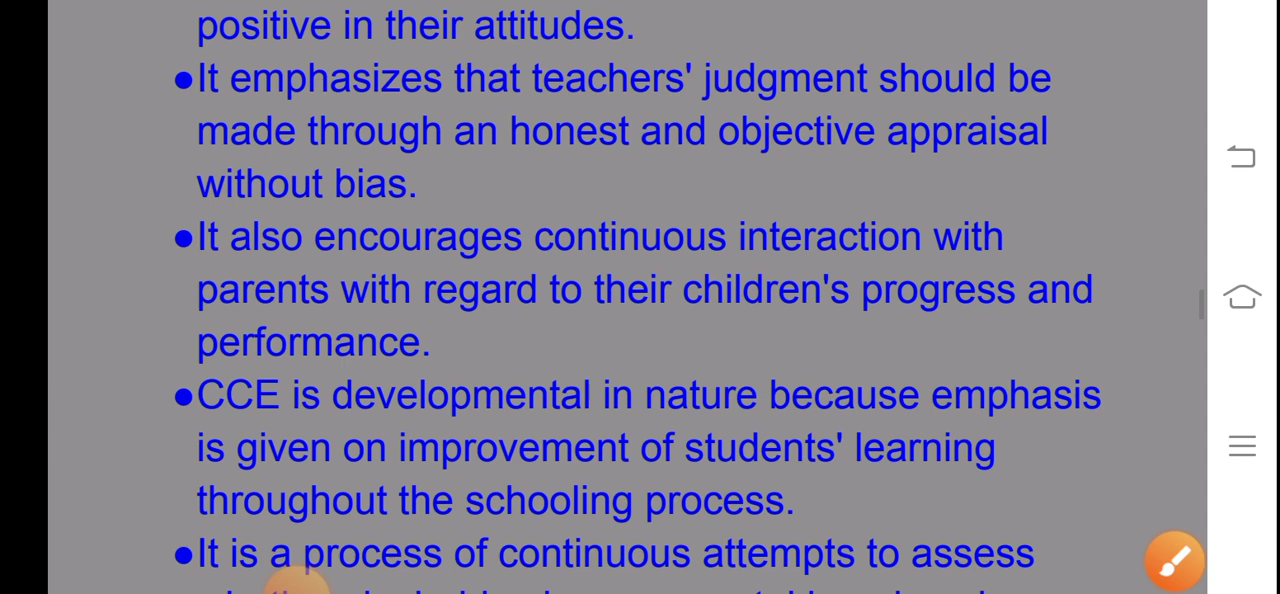 positive in their attitudes.
●It emphasizes that teachers' judgment should be
made through an honest and objective appraisal
without bias.
●It also encourages continuous interaction with
parents with regard to their children's progress and
performance.
●CCE is developmental in nature because emphasis
is given on improvement of students' learning
throughout the schooling process.
●It is a process of continuous attempts to assess